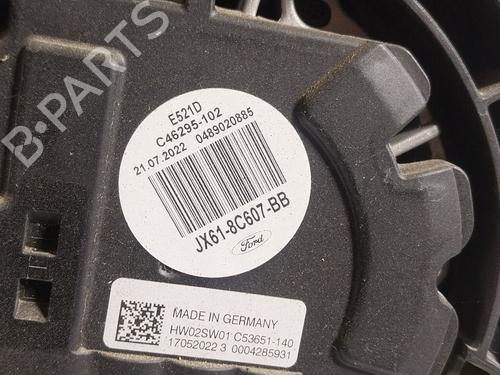 B-PARTS
E521D
C46295-102
21.07.2022 0489020885
JX61-8C607-BB
Ford
MADE IN GERMANY
HW02SW01 C53651-140
17052022 3 0004285931